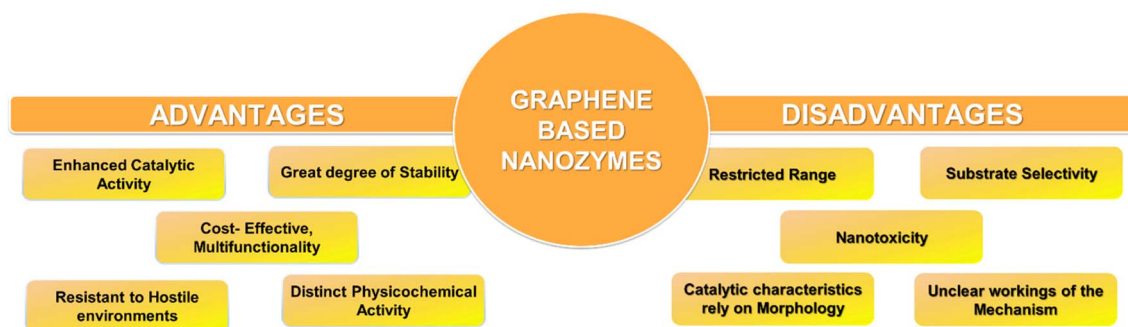 GRAPHENE
BASED
NANOZYMES
ADVANTAGES
Enhanced Catalytic
Activity
Great degree of Stability
Cost- Effective,
Multifunctionality
Resistant to Hostile
environments
Distinct Physicochemical
Activity
DISADVANTAGES
Restricted Range
Substrate Selectivity
Nanotoxicity
Catalytic characteristics
rely on Morphology
Unclear workings of the
Mechanism